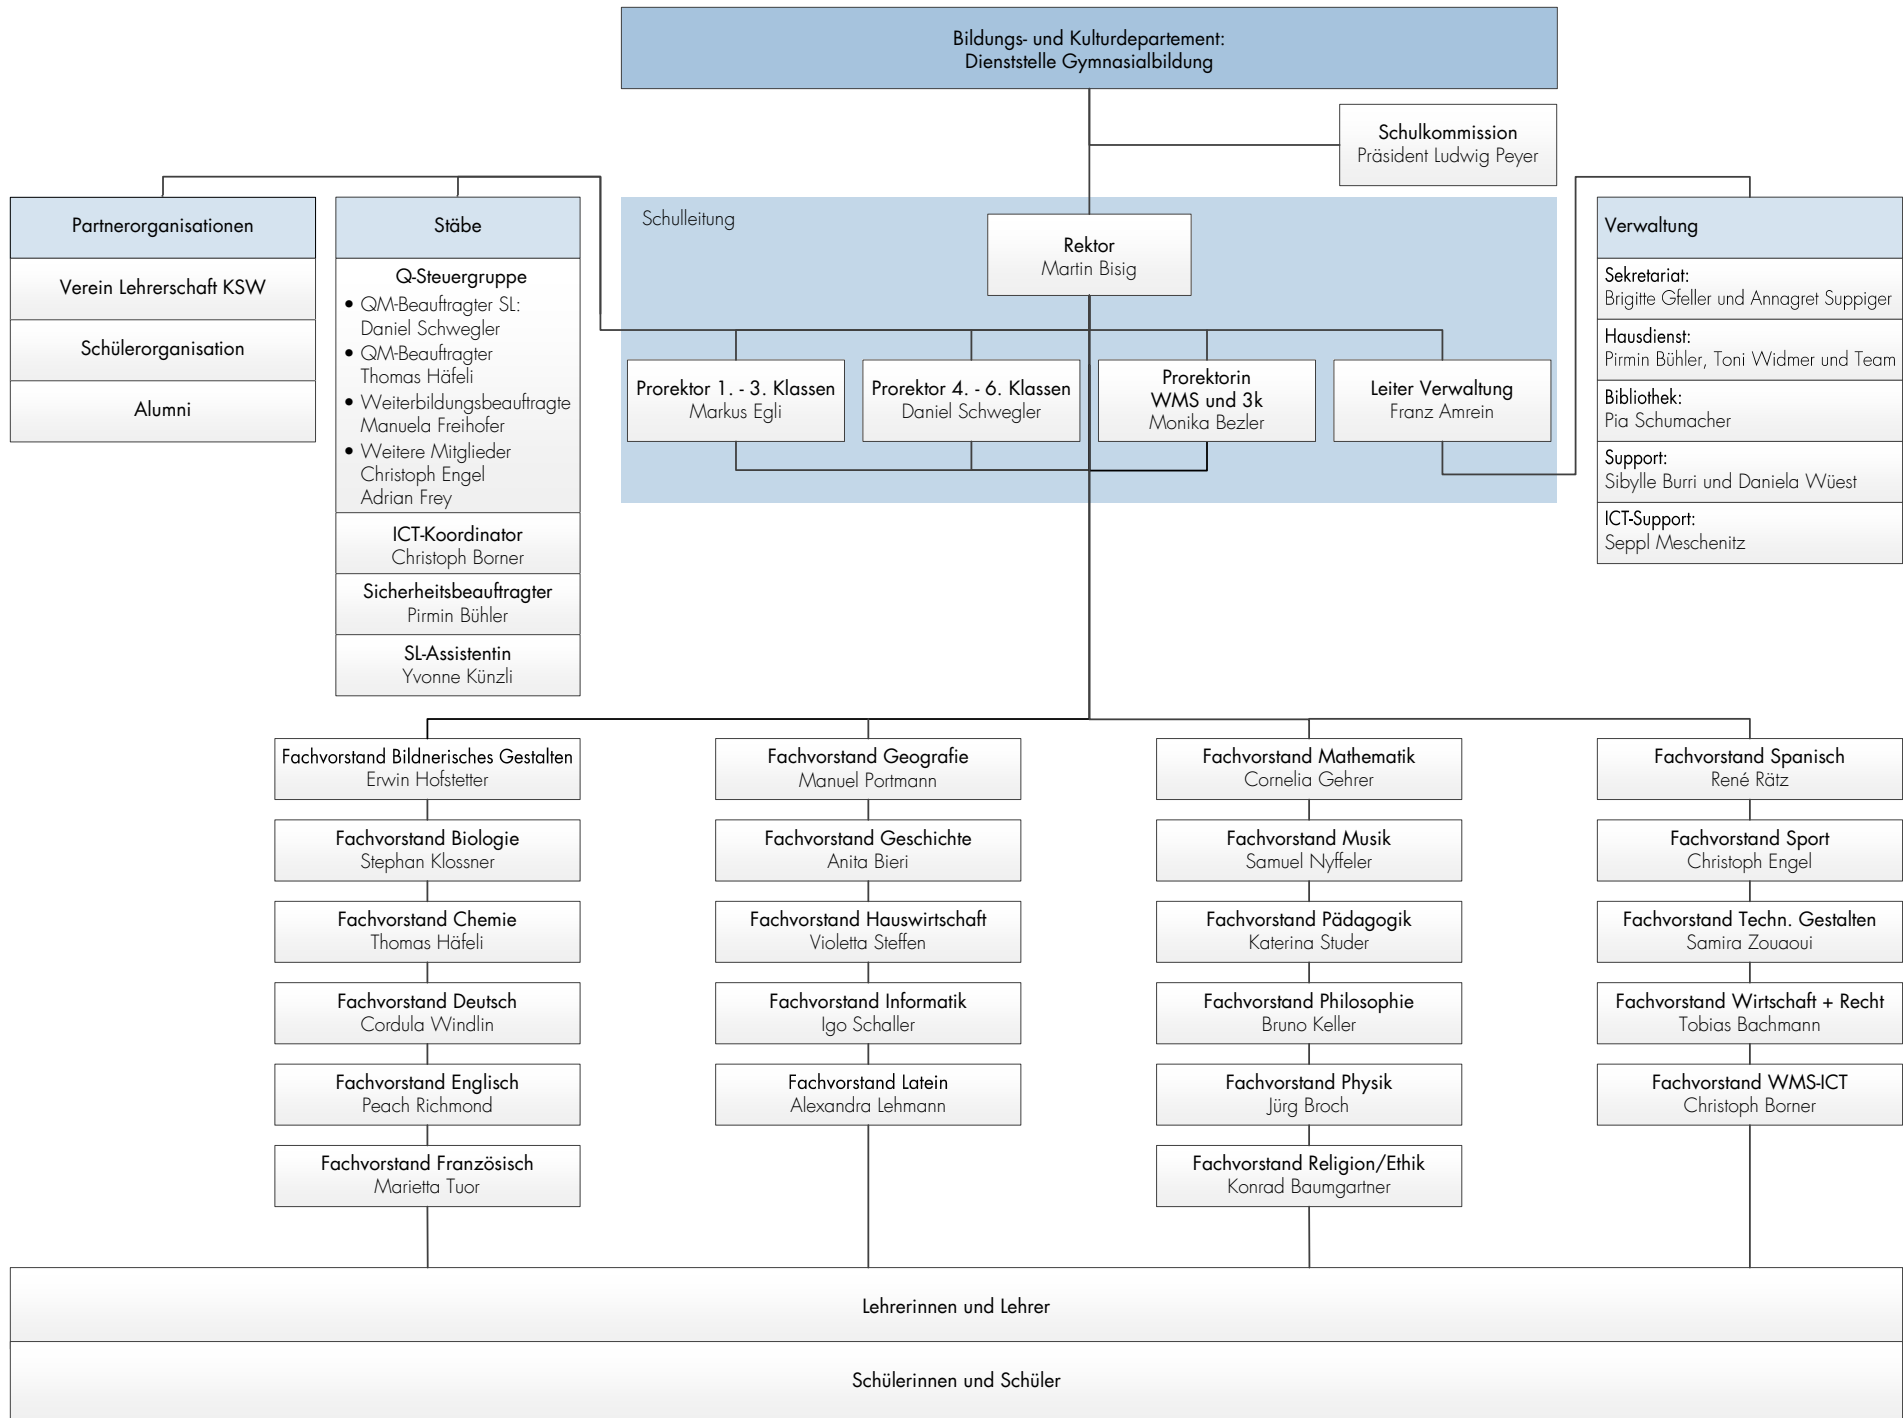 Bildungs- und Kulturdepartement:
Dienststelle Gymnasialbildung
Schulkommission
Präsident Ludwig Peyer
Partnerorganisationen
Verein Lehrerschaft KSW
Schülerorganisation
Alumni
Stäbe
Q-Steuergruppe
• QM-Beauftragter SL:
Daniel Schwegler
• QM-Beauftragter
Thomas Häfeli
• Weiterbildungsbeauftragte
Manuela Freihofer
• Weitere Mitglieder
Christoph Engel
Adrian Frey
ICT-Koordinator
Christoph Borner
Sicherheitsbeauftragter
Pirmin Bühler
SL-Assistentin
Yvonne Künzli
Schulleitung
Rektor
Martin Bisig
Prorektor 1. - 3. Klassen
Markus Egli
Prorektor 4. - 6. Klassen
Daniel Schwegler
Prorektorin
WMS und 3k
Monika Bezler
Leiter Verwaltung
Franz Amrein
Verwaltung
Sekretariat:
Brigitte Gfeller und Annagret Suppiger
Hausdienst:
Pirmin Bühler, Toni Widmer und Team
Bibliothek:
Pia Schumacher
Support:
Sibylle Burri und Daniela Wüest
ICT-Support:
Seppl Meschenitz
Fachvorstand Bildnerisches Gestalten
Erwin Hofstetter
Fachvorstand Biologie
Stephan Klossner
Fachvorstand Chemie
Thomas Häfeli
Fachvorstand Deutsch
Cordula Windlin
Fachvorstand Englisch
Peach Richmond
Fachvorstand Französisch
Marietta Tuor
Fachvorstand Geografie
Manuel Portmann
Fachvorstand Geschichte
Anita Bieri
Fachvorstand Hauswirtschaft
Violetta Steffen
Fachvorstand Informatik
Igo Schaller
Fachvorstand Latein
Alexandra Lehmann
Fachvorstand Mathematik
Cornelia Gehrer
Fachvorstand Musik
Samuel Nyffeler
Fachvorstand Pädagogik
Katerina Studer
Fachvorstand Philosophie
Bruno Keller
Fachvorstand Physik
Jürg Broch
Fachvorstand Religion/Ethik
Konrad Baumgartner
Fachvorstand Spanisch
René Rätz
Fachvorstand Sport
Christoph Engel
Fachvorstand Techn. Gestalten
Samira Zouaoui
Fachvorstand Wirtschaft + Recht
Tobias Bachmann
Fachvorstand WMS-ICT
Christoph Borner
Lehrerinnen und Lehrer
Schülerinnen und Schüler